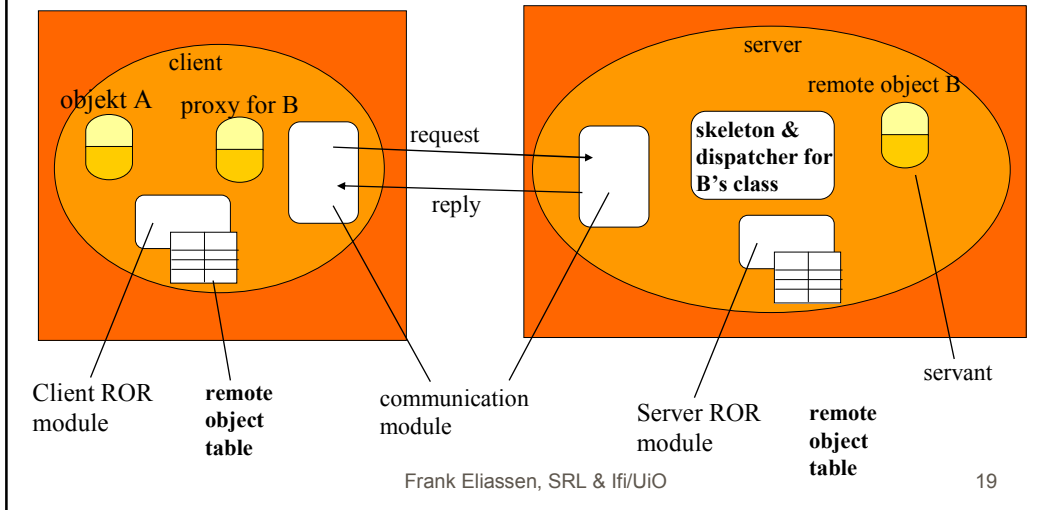 client
objekt A
proxy for B
request
reply
server
remote object B
skeleton &
dispatcher for
B's class
Client ROR
module
remote
object
table
communication
module
Server ROR
module
remote
object
table
servant
Frank Eliassen, SRL & Ifi/UiO
19